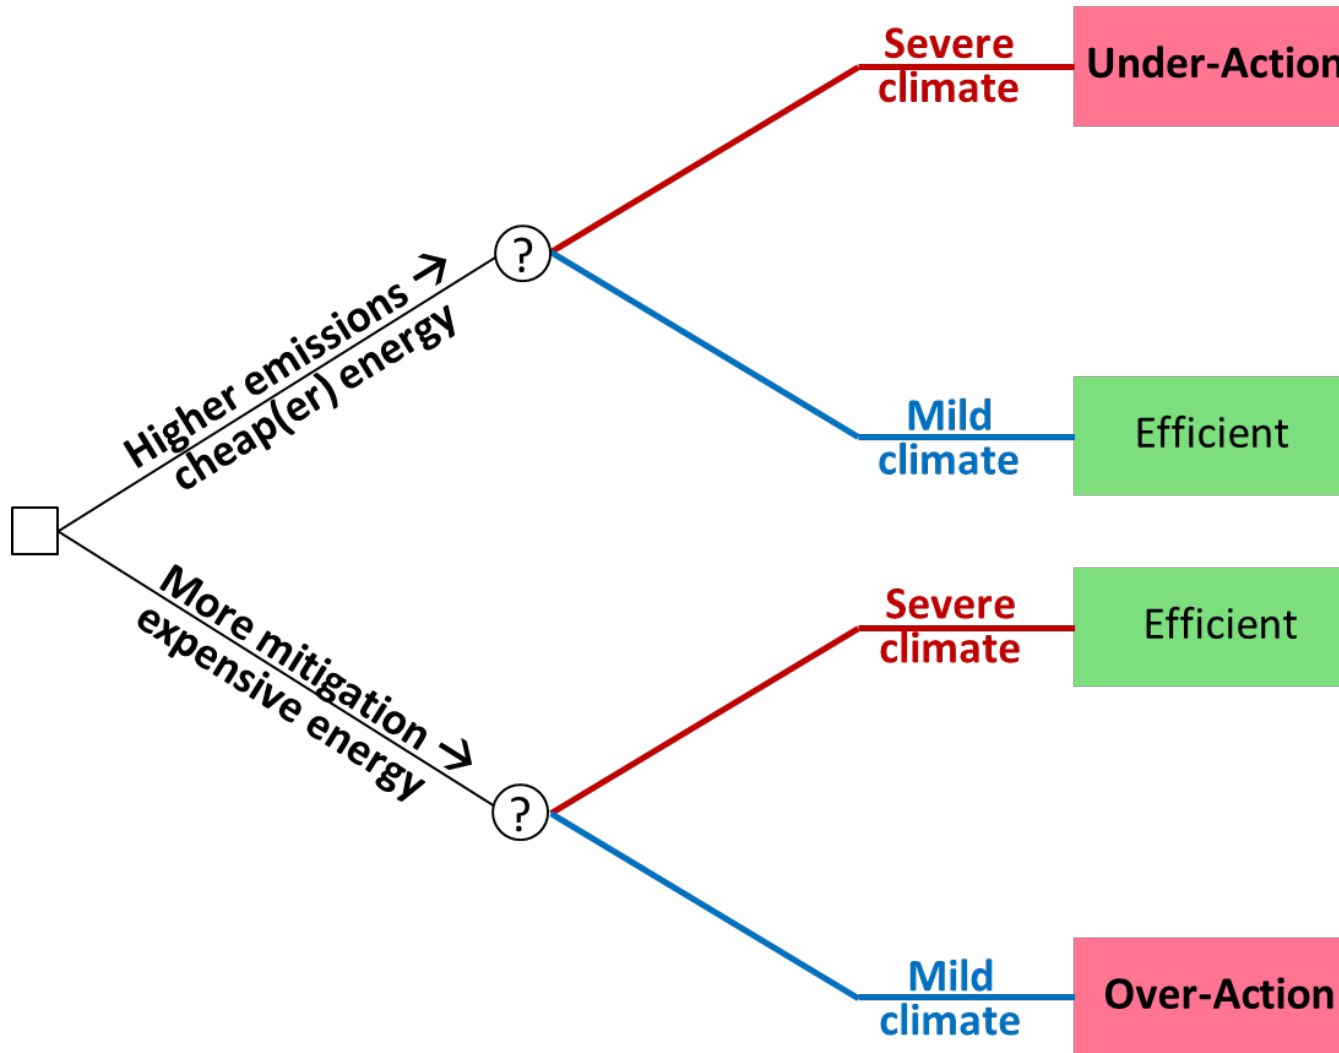 Severe
climate
Under-Action
?
Higher emissions →
cheap(er) energy
Mild
climate
Efficient
More mitigation →
expensive energy
Severe
climate
Efficient
?
Mild
climate
Over-Action